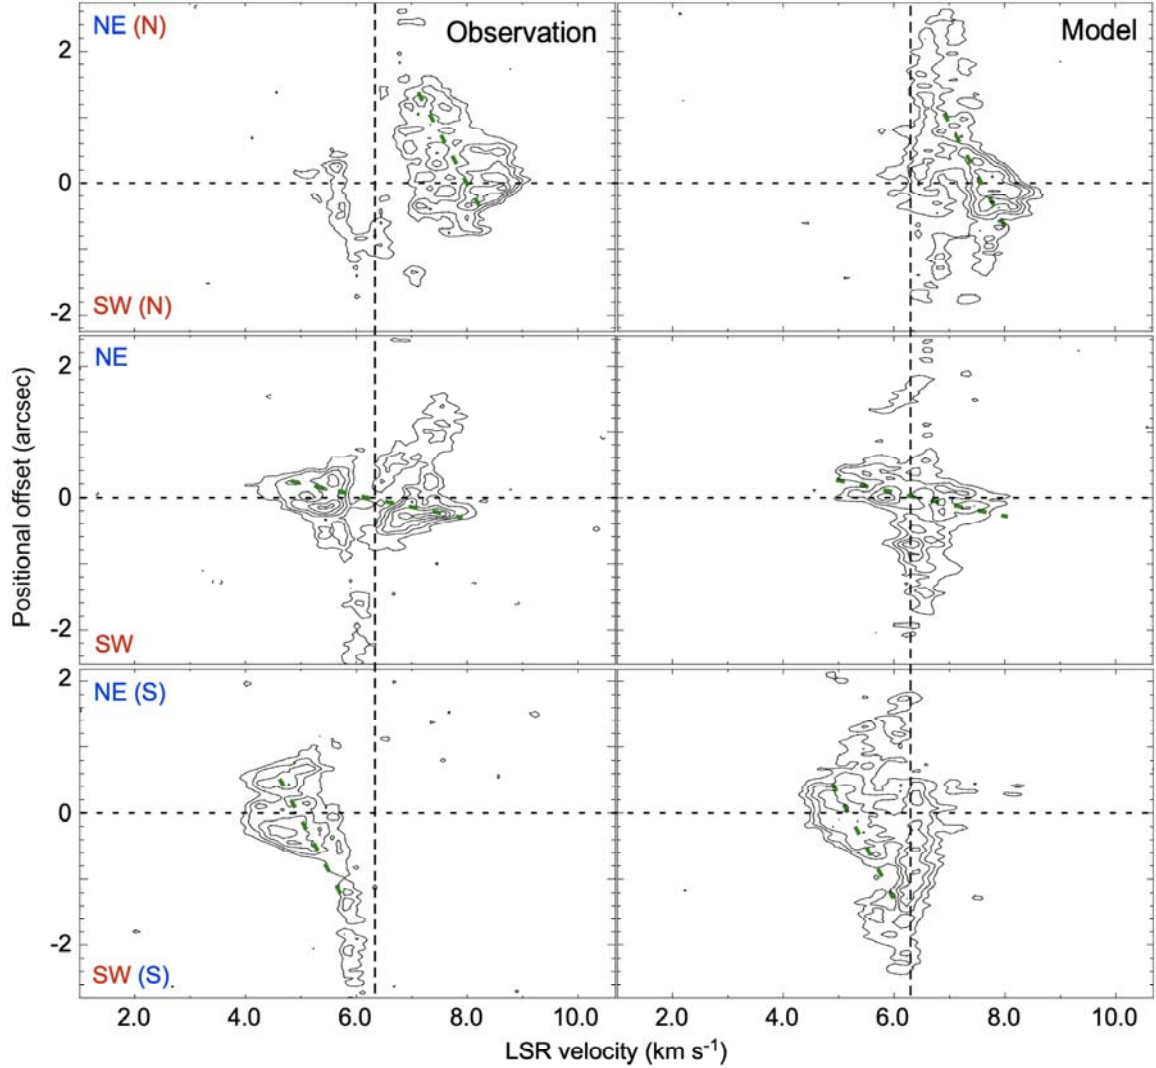 NE (N)
Observation
Model
2
0
SW (N)
-2
NE
2
0
SW
-2
NE (S)
2
0
-2
SW (S)
2.0 4.0 6.0 8.0 10.0
2.0 4.0 6.0 8.0 10.0
LSR velocity (km s⁻¹)
Positional offset (arcsec)